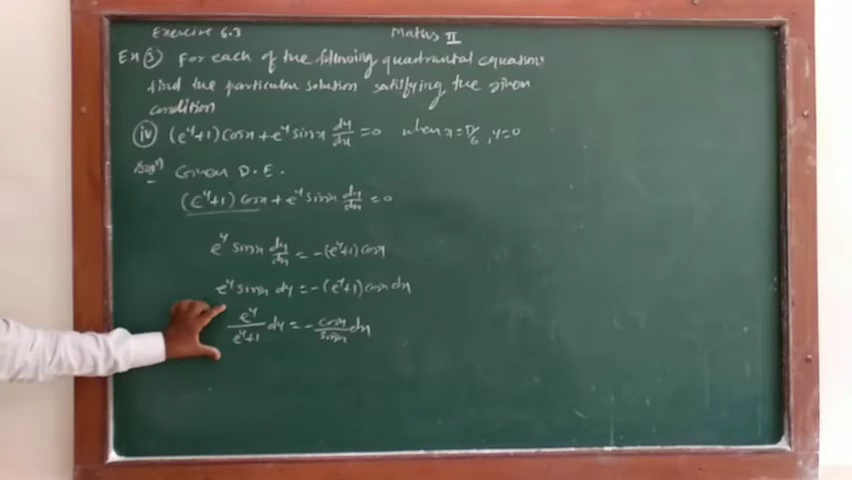 Exercise 6.3 Maths II
Ex ③ For each of the following quadrantal equations
find the particular solution satisfying the given
condition
(iv) (e^y+1) cosx + e^y sinx dy/dx = 0 when x = π/6, y=0
Sol^n Given D.E.
(e^y+1) cosx + e^y sinx dy/dx = 0
e^y sinx dy/dx = -(e^y+1) cosx
e^y sinx dy = -(e^y+1) cosx dx
e^y/e^y+1 dy = - cosx/sinx dx